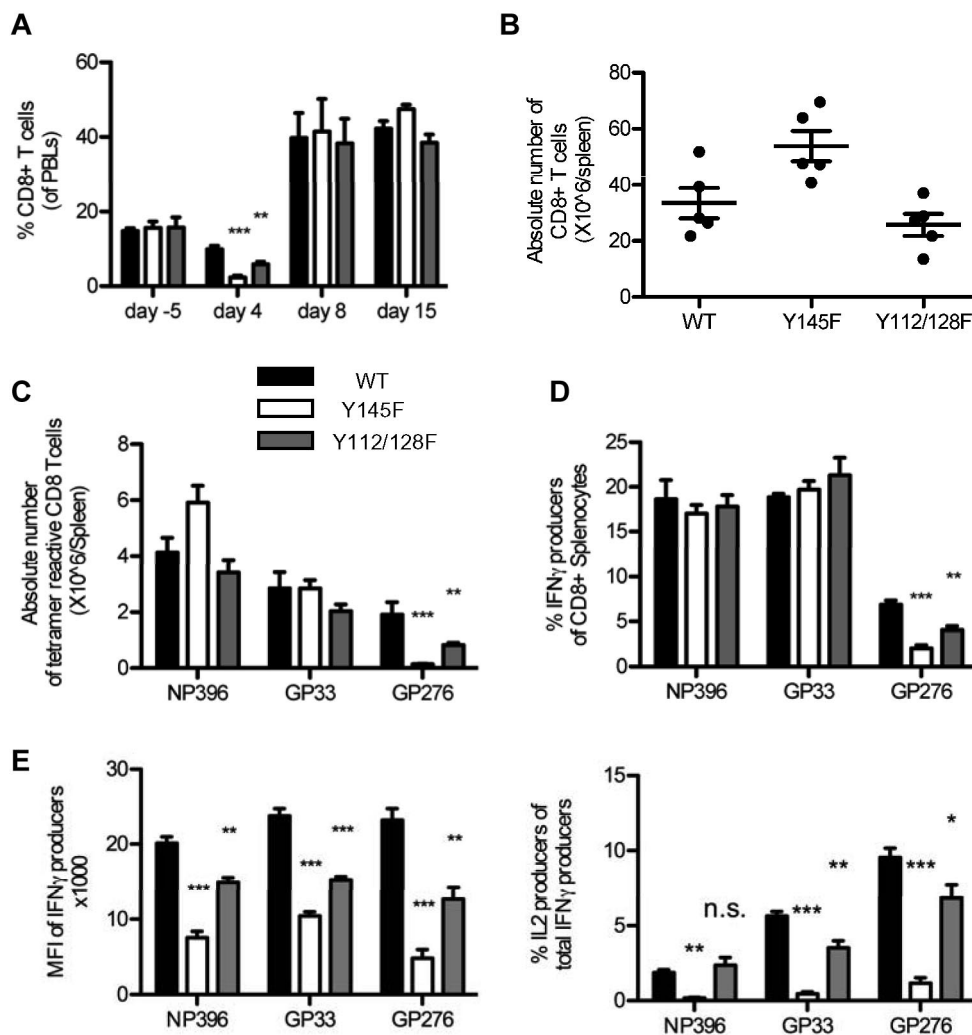 A
% CD8+ T cells
(of PBLs)
60
40
20
0
***
**
day -5
day 4
day 8
day 15
B
Absolute number of
CD8+ T cells
(X10^6/spleen)
80
60
40
20
0
WT
Y145F
Y112/128F
C
WT
Y145F
Y112/128F
Absolute number
of tetramer reactive CD8 Tcells
(X10^6/Spleen)
8
6
4
2
0
***
**
NP396
GP33
GP276
D
% IFNγ producers
of CD8+ Splenocytes
25
20
15
10
5
0
***
**
NP396
GP33
GP276
E
MFI of IFNγ producers
x1000
30
20
10
0
***
**
***
***
***
**
NP396
GP33
GP276
% IL2 producers of
total IFNγ producers
15
10
5
0
**
n.s.
***
**
***
*
NP396
GP33
GP276